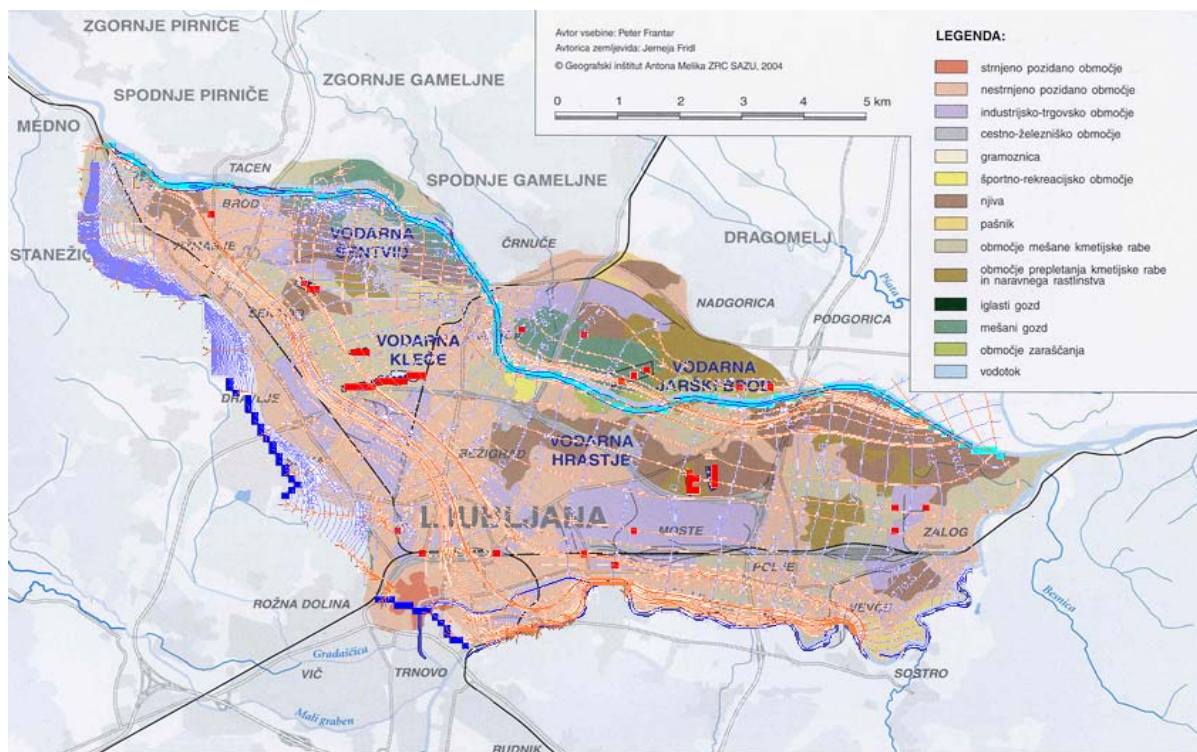 ZGORNJE PIRNIČE
SPODNJE PIRNIČE
ZGORNJE GAMELJNE
MEDNO
TACEN
SPODNJE GAMELJNE
BROD
VODARNA
ŠENTVID
ČRNUČE
DRAGOMELJ
Pšata
NADGORICA
PODGORICA
VODARNA
KLEČE
VODARNA
JARŠKI BROD
DRAVLJE
BEŽIGRAD
VODARNA
HRASTJE
LJUBLJANA
MOSTE
ZALOG
POLJE
ROŽNA DOLINA
VEVČE
Besnica
Gradaščica
VIČ
TRNOVO
SOSTRO
Mali graben
RUDNIK
Avtor vsebine: Peter Frantar
Avtorica zemljevida: Jerneja Fridl
© Geografski inštitut Antona Melika ZRC SAZU, 2004
0 1 2 3 4 5 km
LEGENDA:
strnjeno pozidano območje
nestrnjeno pozidano območje
industrijsko-trgovsko območje
cestno-železniško območje
gramoznica
športno-rekreacijsko območje
njiva
pašnik
območje mešane kmetijske rabe
območje prepletanja kmetijske rabe
in naravnega rastlinstva
iglasti gozd
mešani gozd
območje zaraščanja
vodotok